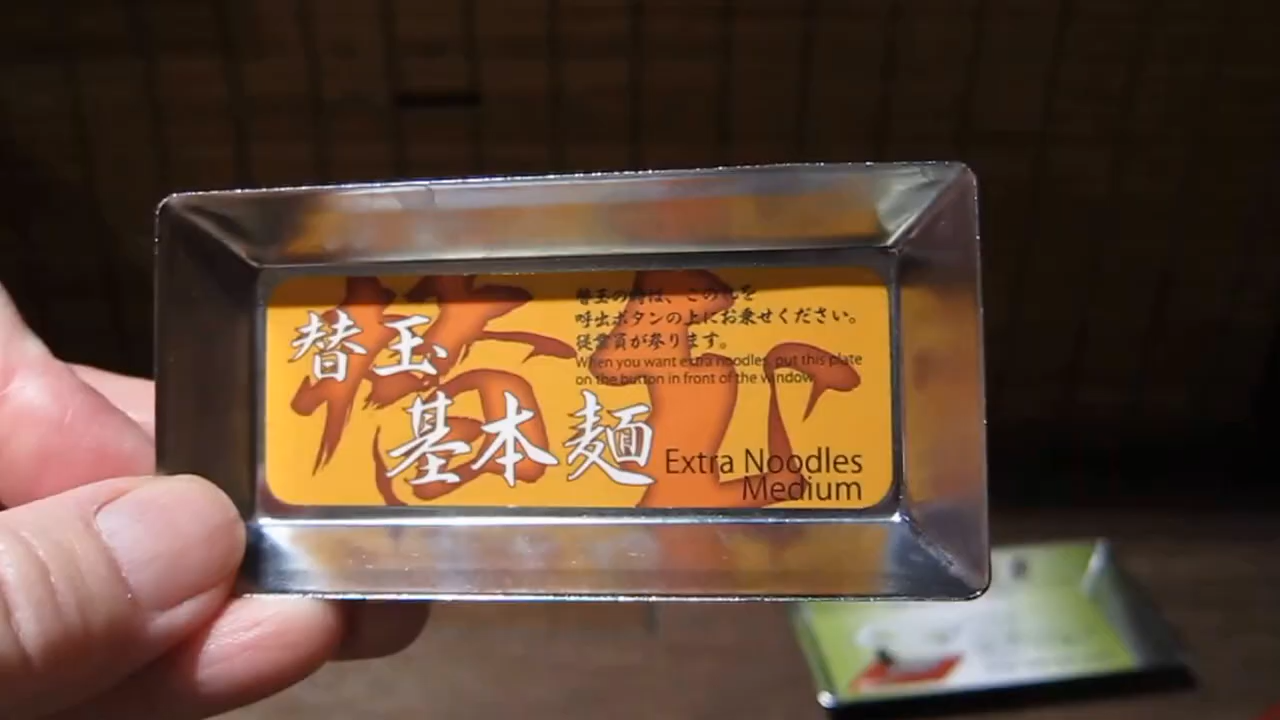 替玉
基本麺
替玉の時は、この札を
呼出ボタンの上にお乗せください。
従業員が参ります。
When you want extra noodles, put this plate
on the button in front of the window.
Extra Noodles
Medium